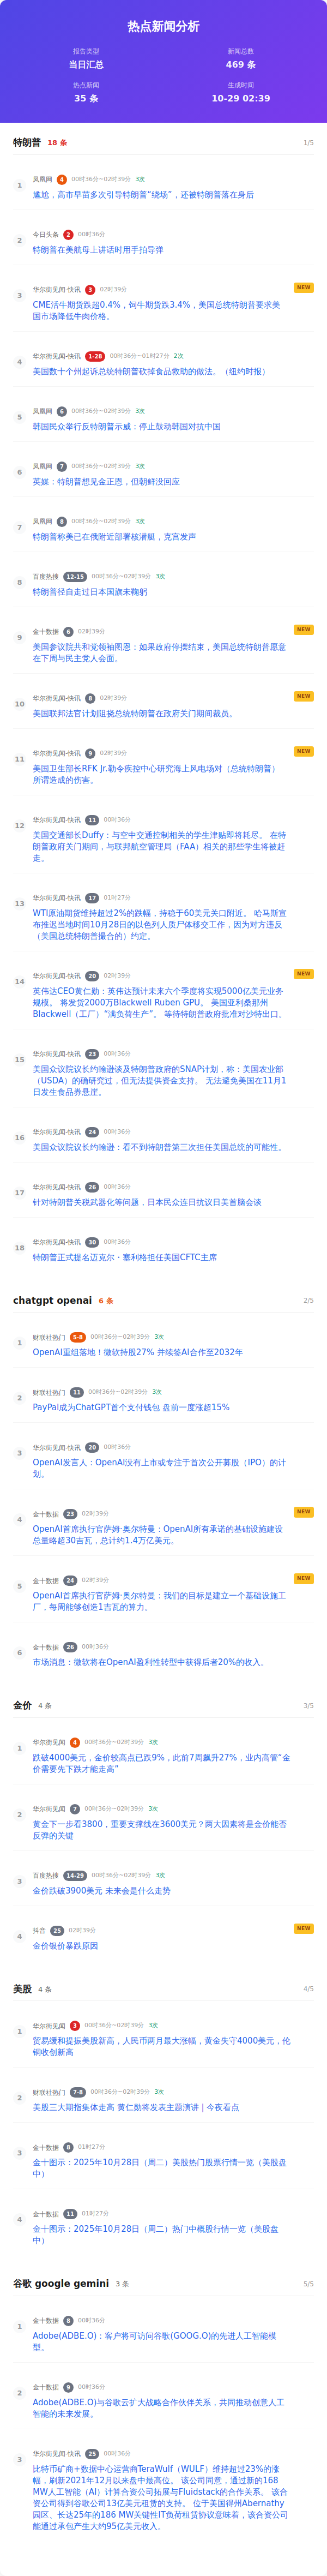 热点新闻分析
报告类型
新闻总数
当日汇总
469 条
热点新闻
生成时间
35 条
10-29 02:39
特朗普 18 条
1/5
1
凤凰网 4 00时36分~02时39分 3次
尴尬，高市早苗多次引导特朗普“绕场”，还被特朗普落在身后
2
今日头条 2 00时36分
特朗普在美航母上讲话时用手拍导弹
3
华尔街见闻-快讯 3 02时39分
NEW
CME活牛期货跌超0.4%，饲牛期货跌3.4%，美国总统特朗普要求美
国市场降低牛肉价格。
4
华尔街见闻-快讯 1-28 00时36分~01时27分 2次
美国数十个州起诉总统特朗普砍掉食品救助的做法。（纽约时报）
5
凤凰网 6 00时36分~02时39分 3次
韩国民众举行反特朗普示威：停止鼓动韩国对抗中国
6
凤凰网 7 00时36分~02时39分 3次
英媒：特朗普想见金正恩，但朝鲜没回应
7
凤凰网 8 00时36分~02时39分 3次
特朗普称美已在俄附近部署核潜艇，克宫发声
8
百度热搜 12-15 00时36分~02时39分 3次
特朗普径自走过日本国旗未鞠躬
9
金十数据 6 02时39分
NEW
美国参议院共和党领袖图恩：如果政府停摆结束，美国总统特朗普愿意
在下周与民主党人会面。
10
华尔街见闻-快讯 8 02时39分
NEW
美国联邦法官计划阻挠总统特朗普在政府关门期间裁员。
11
华尔街见闻-快讯 9 02时39分
NEW
美国卫生部长RFK Jr.勒令疾控中心研究海上风电场对（总统特朗普）
所谓造成的伤害。
12
华尔街见闻-快讯 11 00时36分
美国交通部长Duffy：与空中交通控制相关的学生津贴即将耗尽。 在特
朗普政府关门期间，与联邦航空管理局（FAA）相关的那些学生将被赶
走。
13
华尔街见闻-快讯 17 01时27分
WTI原油期货维持超过2%的跌幅，持稳于60美元关口附近。 哈马斯宣
布推迟当地时间10月28日的以色列人质尸体移交工作，因为对方违反
（美国总统特朗普撮合的）约定。
14
华尔街见闻-快讯 20 02时39分
NEW
英伟达CEO黄仁勋：英伟达预计未来六个季度将实现5000亿美元业务
规模。 将发货2000万Blackwell Ruben GPU。 美国亚利桑那州
Blackwell（工厂）“满负荷生产”。 等待特朗普政府批准对沙特出口。
15
华尔街见闻-快讯 23 00时36分
美国众议院议长约翰逊谈及特朗普政府的SNAP计划，称：美国农业部
（USDA）的确研究过，但无法提供资金支持。 无法避免美国在11月1
日发生食品券悬崖。
16
华尔街见闻-快讯 24 00时36分
美国众议院议长约翰逊：看不到特朗普第三次担任美国总统的可能性。
17
华尔街见闻-快讯 26 00时36分
针对特朗普关税武器化等问题，日本民众连日抗议日美首脑会谈
18
华尔街见闻-快讯 30 00时36分
特朗普正式提名迈克尔・塞利格担任美国CFTC主席
chatgpt openai 6 条
2/5
1
财联社热门 5-8 00时36分~02时39分 3次
OpenAI重组落地！微软持股27% 并续签AI合作至2032年
2
财联社热门 11 00时36分~02时39分 3次
PayPal成为ChatGPT首个支付钱包 盘前一度涨超15%
3
华尔街见闻-快讯 20 00时36分
OpenAI发言人：OpenAI没有上市或专注于首次公开募股（IPO）的计
划。
4
金十数据 23 02时39分
NEW
OpenAI首席执行官萨姆·奥尔特曼：OpenAI所有承诺的基础设施建设
总量略超30吉瓦，总计约1.4万亿美元。
5
金十数据 24 02时39分
NEW
OpenAI首席执行官萨姆·奥尔特曼：我们的目标是建立一个基础设施工
厂，每周能够创造1吉瓦的算力。
6
金十数据 26 00时36分
市场消息：微软将在OpenAI盈利性转型中获得后者20%的收入。
金价 4 条
3/5
1
华尔街见闻 4 00时36分~02时39分 3次
跌破4000美元，金价较高点已跌9%，此前7周飙升27%，业内高管“金
价需要先下跌才能走高”
2
华尔街见闻 7 00时36分~02时39分 3次
黄金下一步看3800，重要支撑线在3600美元？两大因素将是金价能否
反弹的关键
3
百度热搜 14-29 00时36分~02时39分 3次
金价跌破3900美元 未来会是什么走势
4
抖音 25 02时39分
NEW
金价银价暴跌原因
美股 4 条
4/5
1
华尔街见闻 3 00时36分~02时39分 3次
贸易缓和提振美股新高，人民币两月最大涨幅，黄金失守4000美元，伦
铜收创新高
2
财联社热门 7-8 00时36分~02时39分 3次
美股三大期指集体走高 黄仁勋将发表主题演讲 | 今夜看点
3
金十数据 8 01时27分
金十图示：2025年10月28日（周二）美股热门股票行情一览（美股盘
中）
4
金十数据 11 01时27分
金十图示：2025年10月28日（周二）热门中概股行情一览（美股盘
中）
谷歌 google gemini 3 条
5/5
1
金十数据 8 00时36分
Adobe(ADBE.O)：客户将可访问谷歌(GOOG.O)的先进人工智能模
型。
2
金十数据 9 00时36分
Adobe(ADBE.O)与谷歌云扩大战略合作伙伴关系，共同推动创意人工
智能的未来发展。
3
华尔街见闻-快讯 25 00时36分
比特币矿商+数据中心运营商TeraWulf（WULF）维持超过23%的涨
幅，刷新2021年12月以来盘中最高位。 该公司同意，通过新的168
MW人工智能（AI）计算合资公司拓展与Fluidstack的合作关系。 该合
资公司得到谷歌公司13亿美元租赁的支持。 位于美国得州Abernathy
园区、长达25年的186 MW关键性IT负荷租赁协议意味着，该合资公司
能通过承包产生大约95亿美元收入。